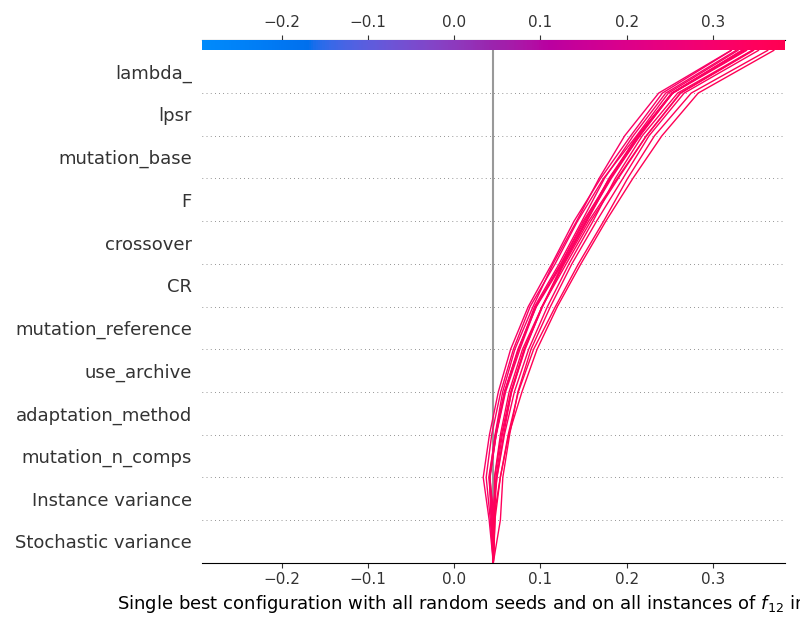 −0.2 −0.1 0.0 0.1 0.2 0.3
lambda_
lpsr
mutation_base
F
crossover
CR
mutation_reference
use_archive
adaptation_method
mutation_n_comps
Instance variance
Stochastic variance
−0.2 −0.1 0.0 0.1 0.2 0.3
Single best configuration with all random seeds and on all instances of f₁₂ i